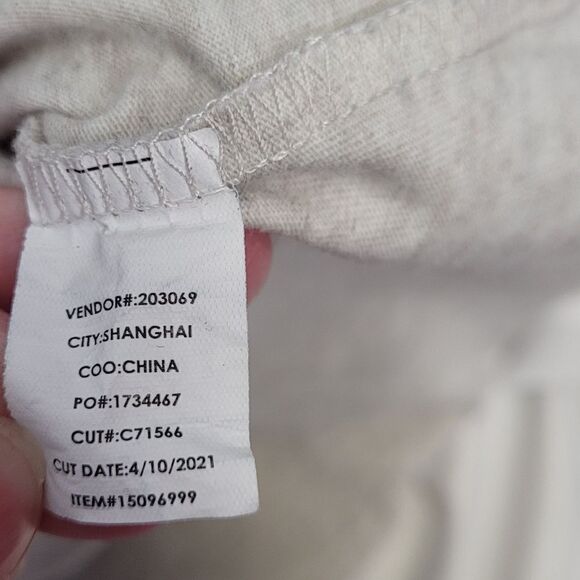 VENDOR#:203069
CITY:SHANGHAI
COO:CHINA
PO#:1734467
CUT#:C71566
CUT DATE:4/10/2021
ITEM#15096999